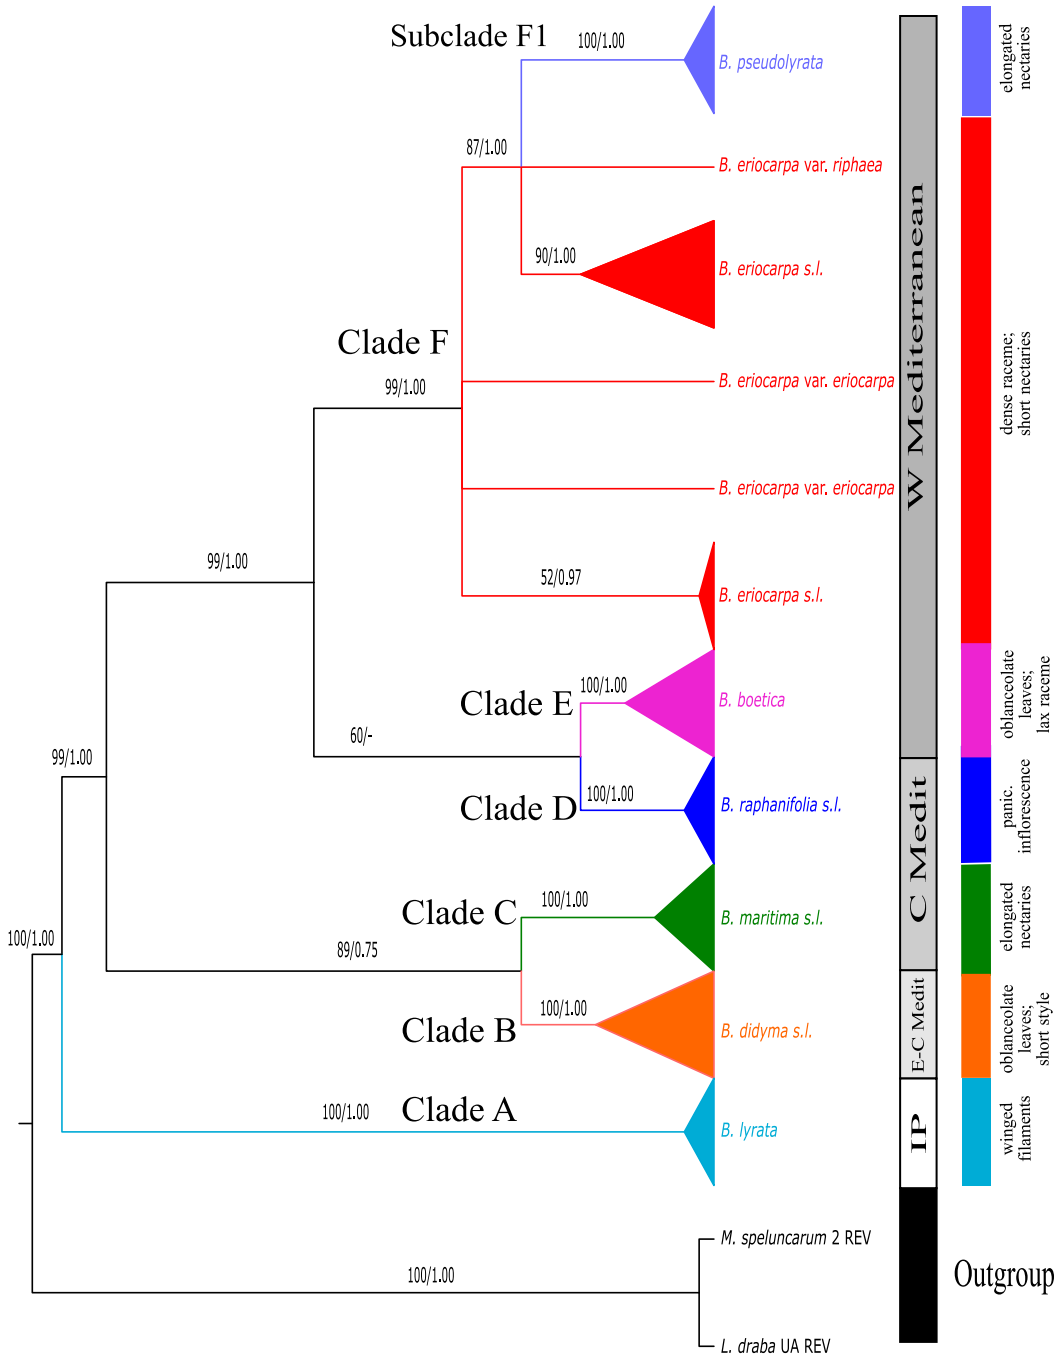 Subclade F1
100/1.00
B. pseudolyrata
87/1.00
B. eriocarpa var. riphaea
90/1.00
B. eriocarpa s.l.
Clade F
99/1.00
B. eriocarpa var. eriocarpa
B. eriocarpa var. eriocarpa
99/1.00
52/0.97
B. eriocarpa s.l.
Clade E
100/1.00
B. boetica
60/-
99/1.00
Clade D
100/1.00
B. raphanifolia s.l.
Clade C
100/1.00
B. maritima s.l.
100/1.00
89/0.75
Clade B
100/1.00
B. didyma s.l.
Clade A
100/1.00
B. lyrata
M. speluncarum 2 REV
100/1.00
L. draba UA REV
W Mediterranean
C Medit
E-C Medit
IP
Outgroup
elongated
nectaries
dense raceme;
short nectaries
oblanceolate
leaves;
lax raceme
panic.
inflorescence
elongated
nectaries
oblanceolate
leaves;
short style
winged
filaments